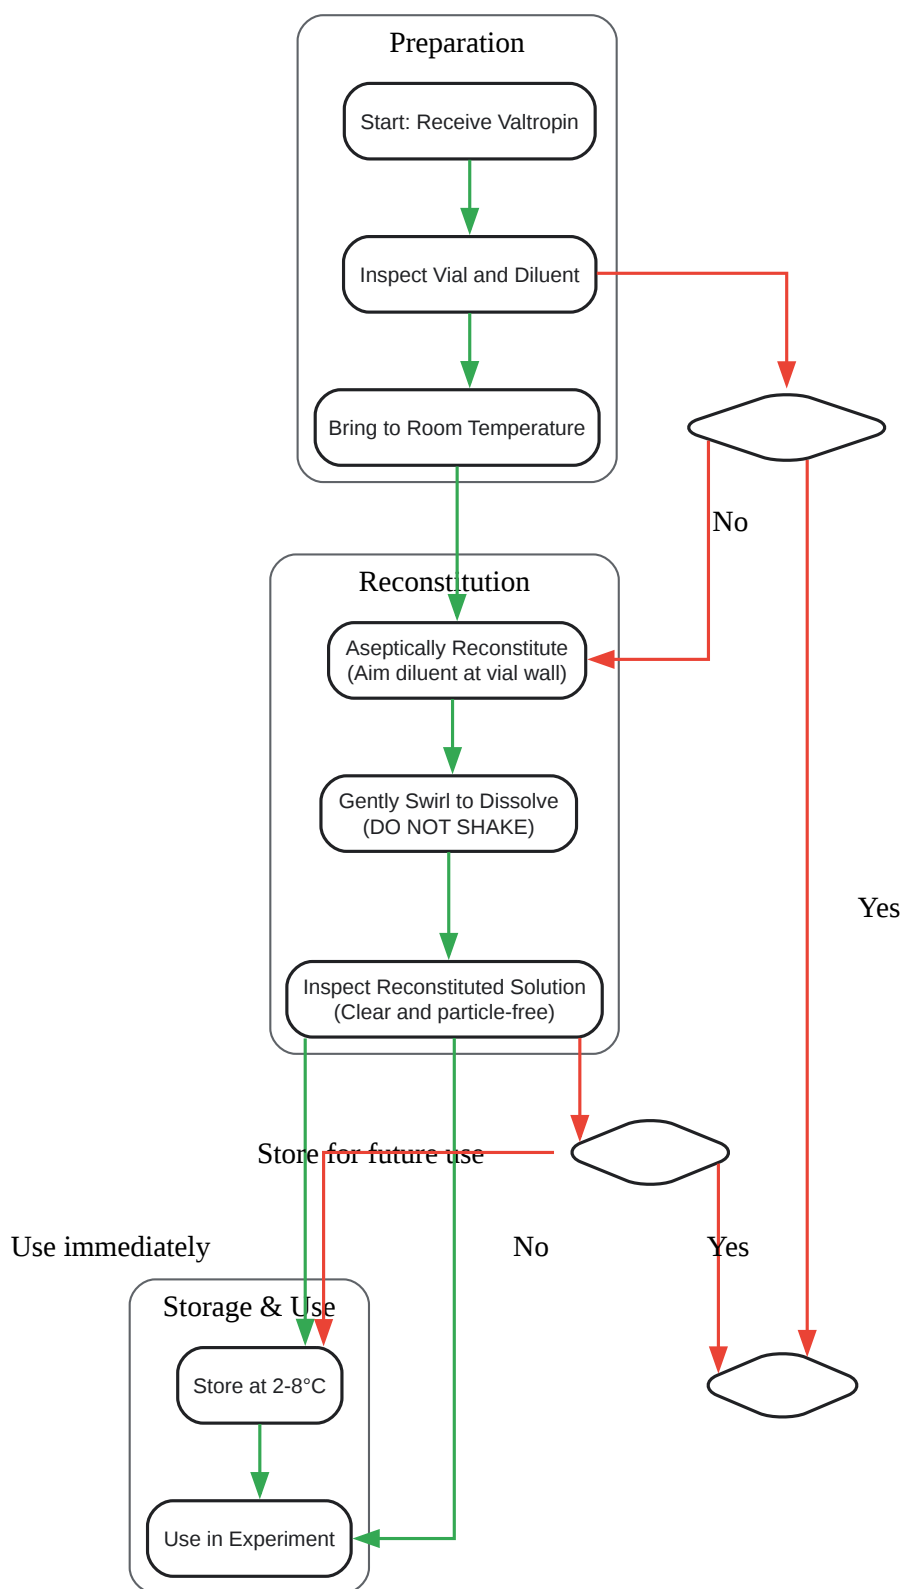 Preparation
Start: Receive Valtropin
Inspect Vial and Diluent
Bring to Room Temperature
No
Reconstitution
Aseptically Reconstitute
(Aim diluent at vial wall)
Gently Swirl to Dissolve
(DO NOT SHAKE)
Yes
Inspect Reconstituted Solution
(Clear and particle-free)
Store for future use
Use immediately
No
Yes
Storage & Use
Store at 2-8°C
Use in Experiment